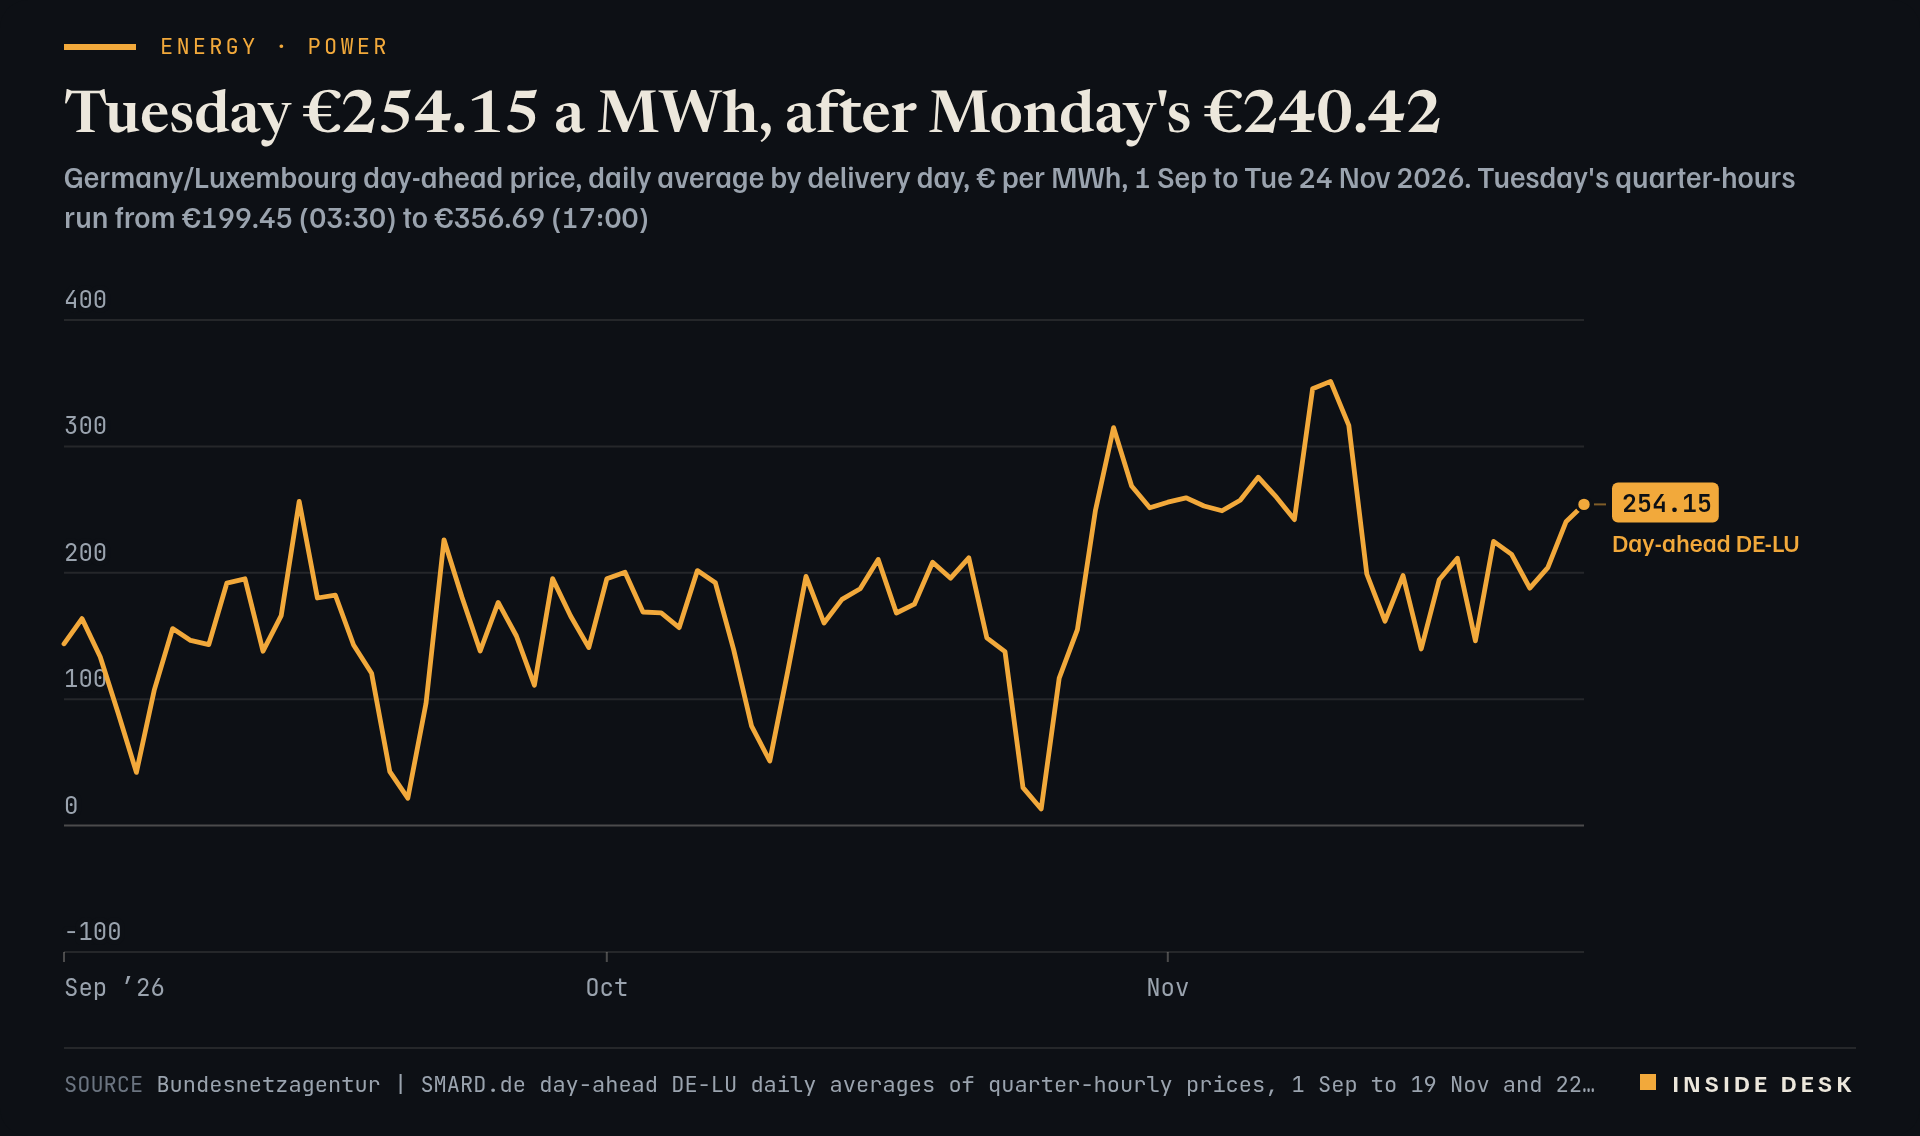 ENERGY · POWER
Tuesday €254.15 a MWh, after Monday's €240.42
Germany/Luxembourg day-ahead price, daily average by delivery day, € per MWh, 1 Sep to Tue 24 Nov 2026. Tuesday's quarter-hours
run from €199.45 (03:30) to €356.69 (17:00)
400
300
200
100
0
-100
254.15
Day-ahead DE-LU
Sep ’26
Oct
Nov
SOURCE Bundesnetzagentur | SMARD.de day-ahead DE-LU daily averages of quarter-hourly prices, 1 Sep to 19 Nov and 22…
INSIDE DESK